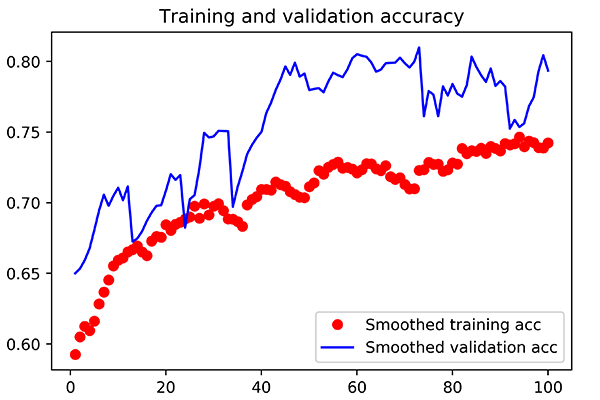 Training and validation accuracy
0.80
0.75
0.70
0.65
0.60
Smoothed training acc
Smoothed validation acc
0 20 40 60 80 100